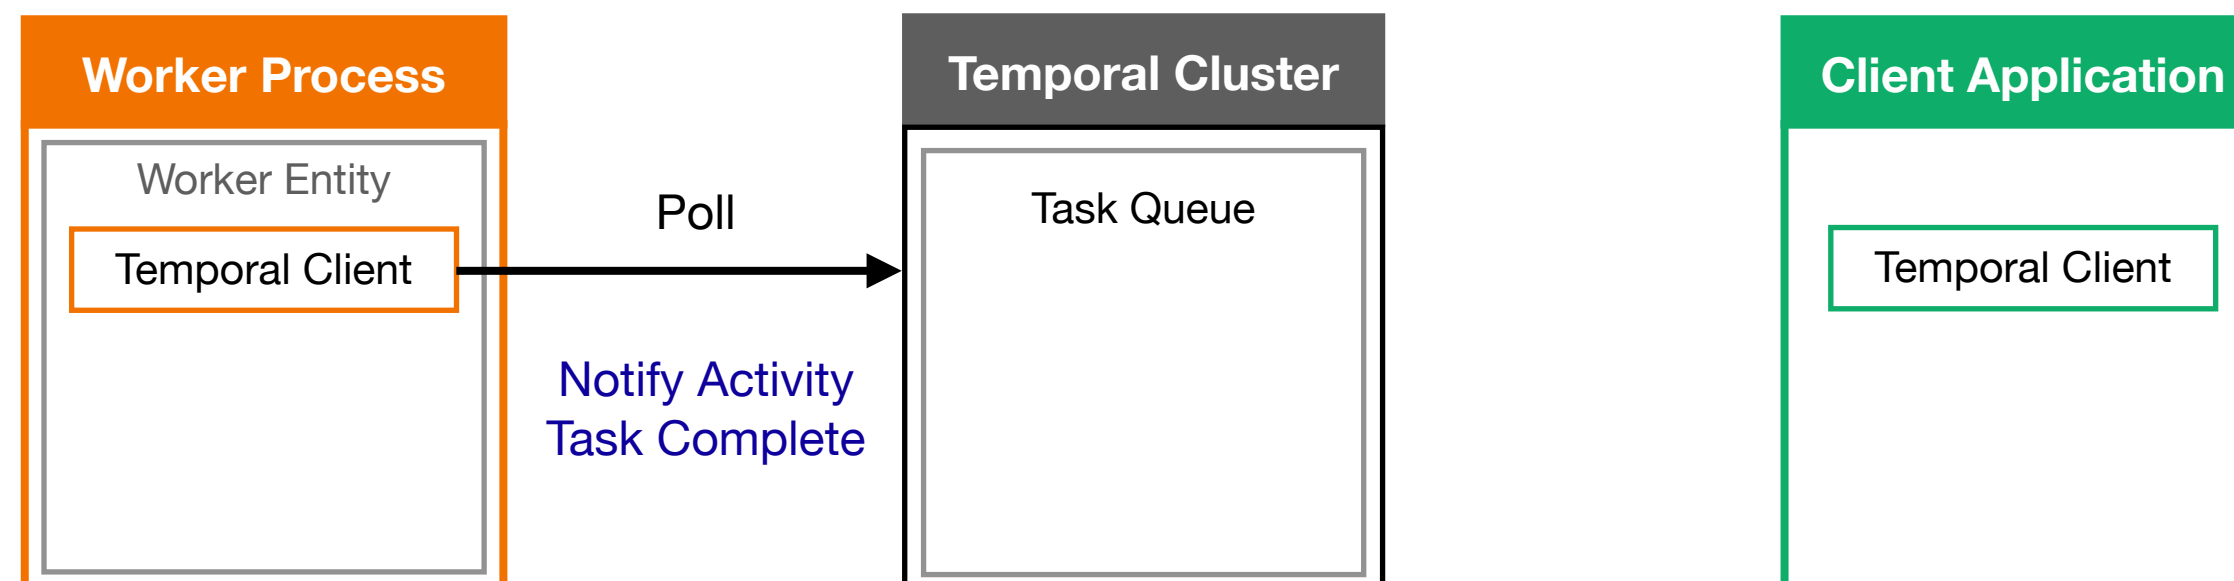 Worker Process
Worker Entity
Temporal Client
Poll
Notify Activity
Task Complete
Temporal Cluster
Task Queue
Client Application
Temporal Client